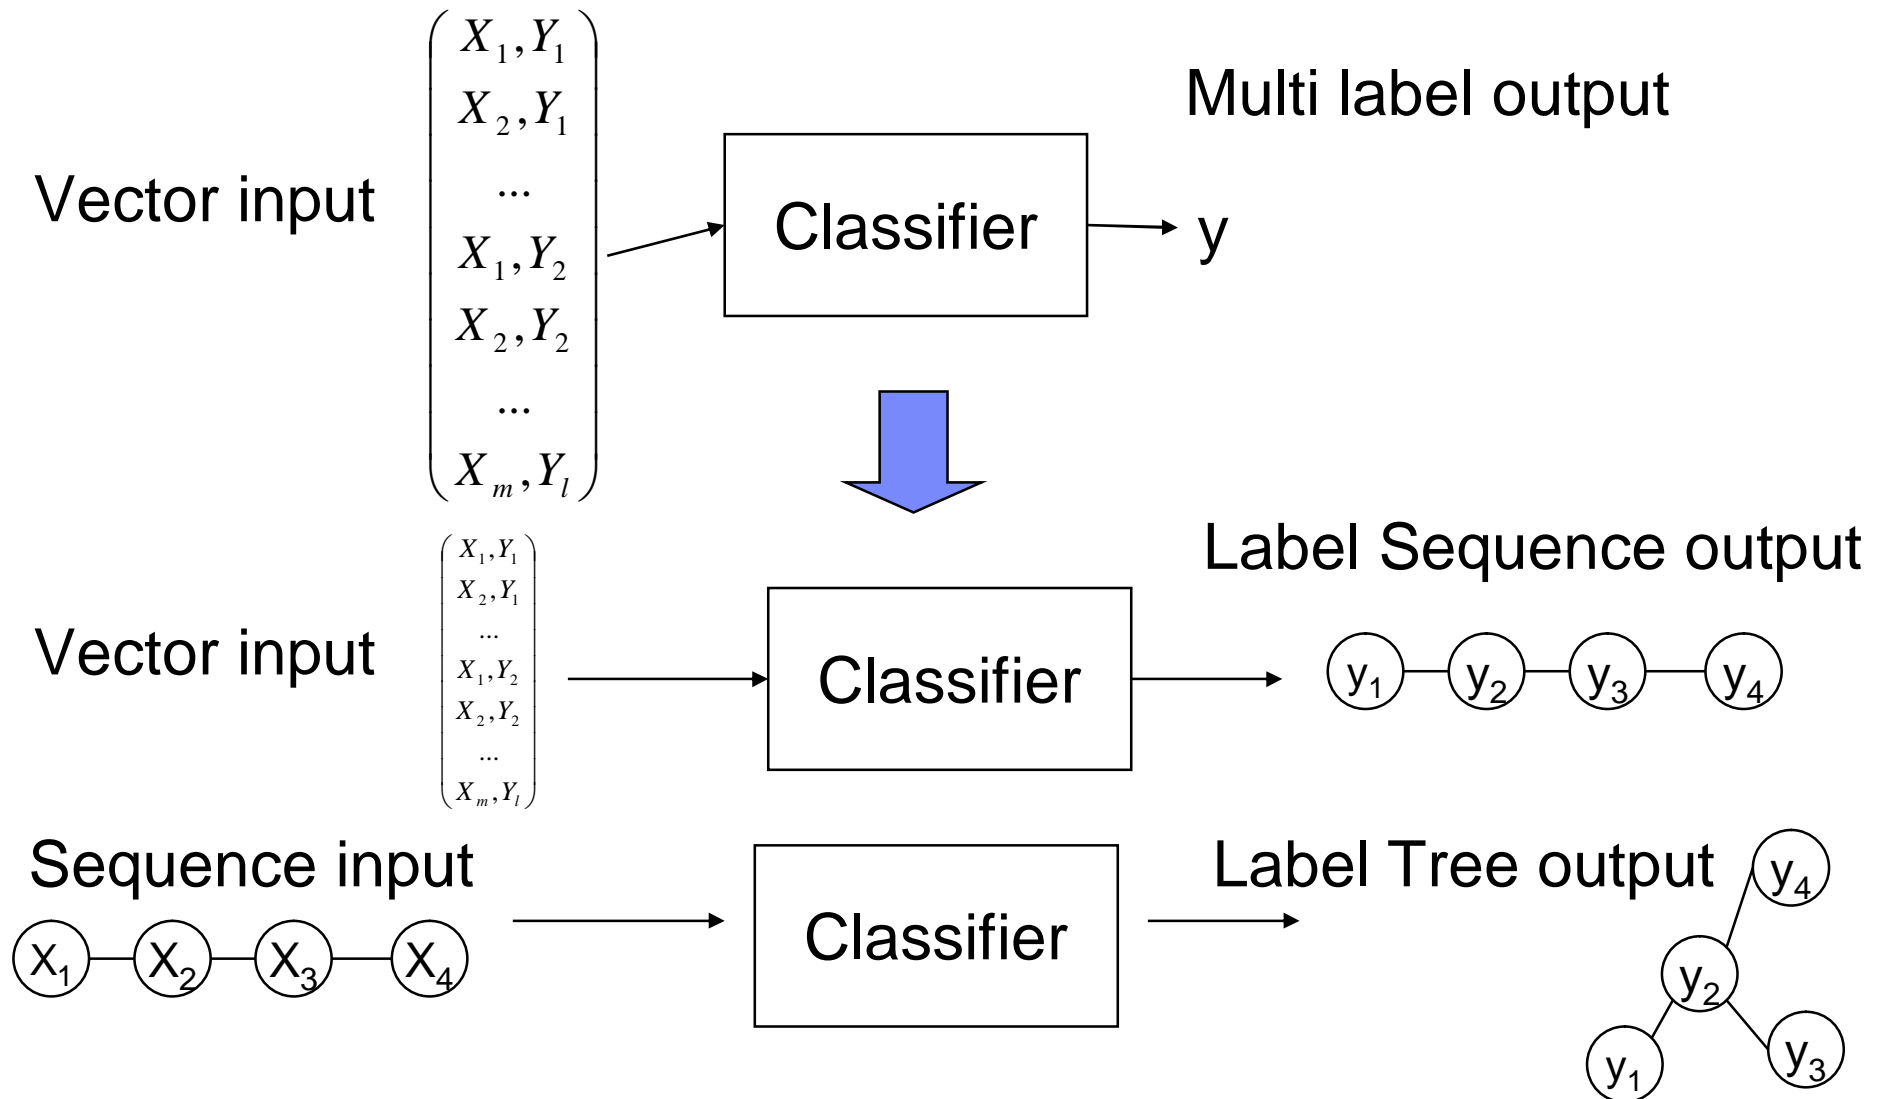 Vector input
X₁,Y₁
X₂,Y₁
...
X₁,Y₂
X₂,Y₂
...
Xₘ,Yₗ
Classifier
Multi label output
y
Vector input
X₁,Y₁
X₂,Y₁
...
X₁,Y₂
X₂,Y₂
...
Xₘ,Yₗ
Classifier
Label Sequence output
y₁ y₂ y₃ y₄
Sequence input
X₁ X₂ X₃ X₄
Classifier
Label Tree output
y₄
y₂
y₁ y₃